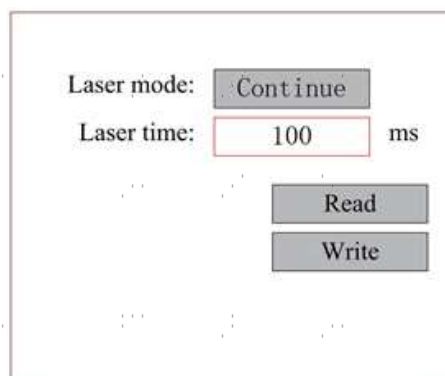 Laser mode: Continue
Laser time: 100 ms
Read
Write